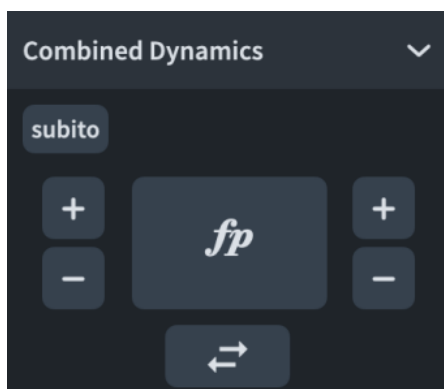 Combined Dynamics
subito
+ +
fp
− −